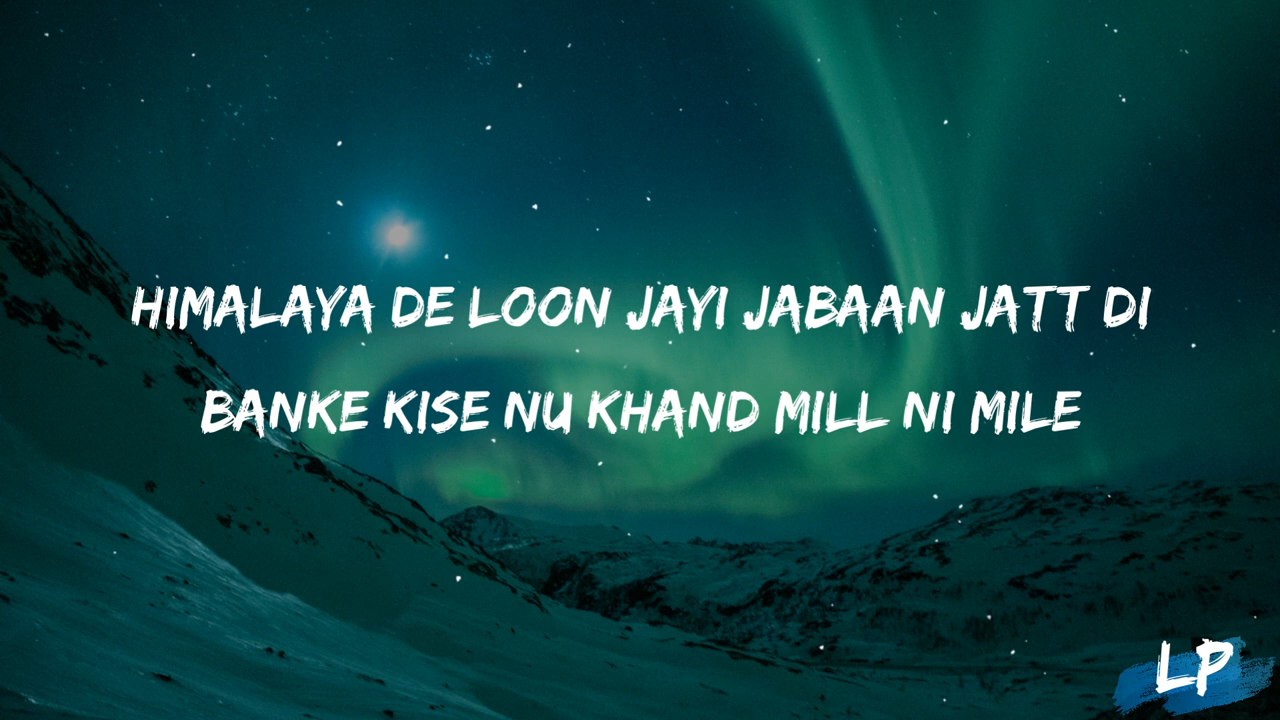 HIMALAYA DE LOON JAYI JABAAN JATT DI
BANKE KISE NU KHAND MILL NI MILE
LP